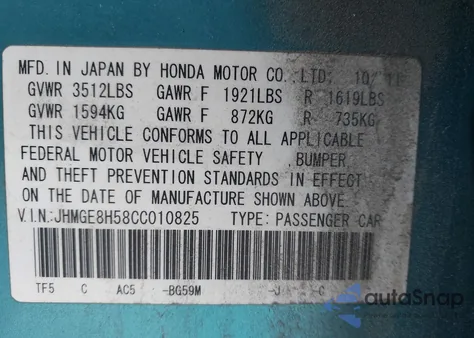 MFD. IN JAPAN BY HONDA MOTOR CO.,LTD. 10/11
GVWR 3512LBS GAWR F 1921LBS R 1619LBS
GVWR 1594KG GAWR F 872KG R 735KG
THIS VEHICLE CONFORMS TO ALL APPLICABLE
FEDERAL MOTOR VEHICLE SAFETY ,BUMPER
AND THEFT PREVENTION STANDARDS IN EFFECT
ON THE DATE OF MANUFACTURE SHOWN ABOVE.
V.I.N:JHMGE8H58CC010825 TYPE: PASSENGER CAR
TF5 C AC5 -BG59M
autoSnap